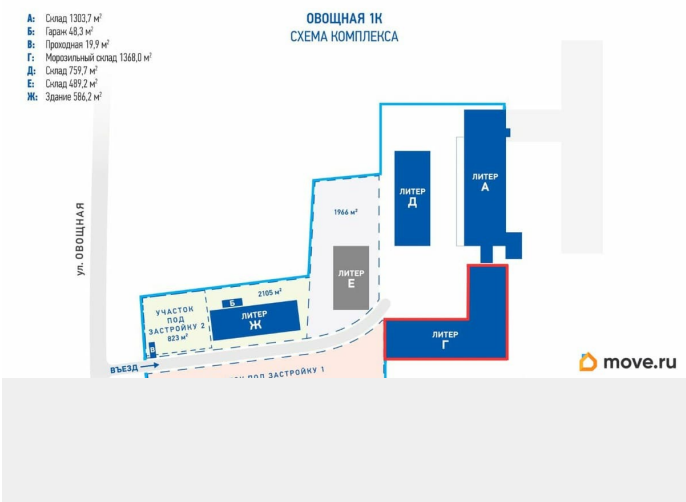 ОВОЩНАЯ 1К
СХЕМА КОМПЛЕКСА
А: Склад 1303,7 м²
Б: Гараж 48,3 м²
В: Проходная 19,9 м²
Г: Морозильный склад 1368,0 м²
Д: Склад 759,7 м²
Е: Склад 489,2 м²
Ж: Здание 586,2 м²
ул. ОВОЩНАЯ
ЛИТЕР
А
ЛИТЕР
Д
1966 м²
ЛИТЕР
Е
2105 м²
Б
ЛИТЕР
Ж
УЧАСТОК
ПОД
ЗАСТРОЙКУ 2
823 м²
В
ЛИТЕР
Г
ВЪЕЗД
ПОД ЗАСТРОЙКУ 1
move.ru